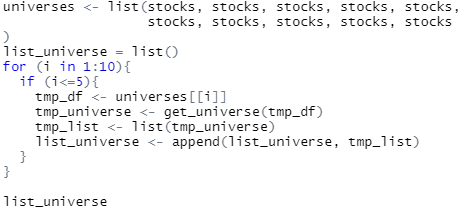 universes <- list(stocks, stocks, stocks, stocks, stocks,
                  stocks, stocks, stocks, stocks, stocks
)
list_universe = list()
for (i in 1:10){
  if (i<=5){
    tmp_df <- universes[[i]]
    tmp_universe <- get_universe(tmp_df)
    tmp_list <- list(tmp_universe)
    list_universe <- append(list_universe, tmp_list)
  }
}

list_universe